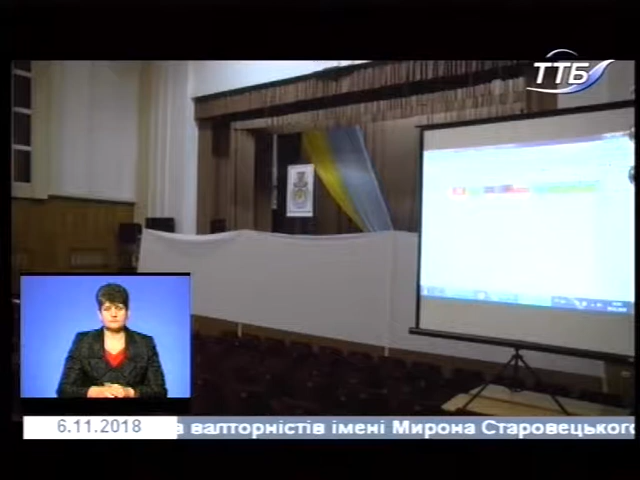 ТТБ
6.11.2018
в валторністів імені Мирона Старовецького